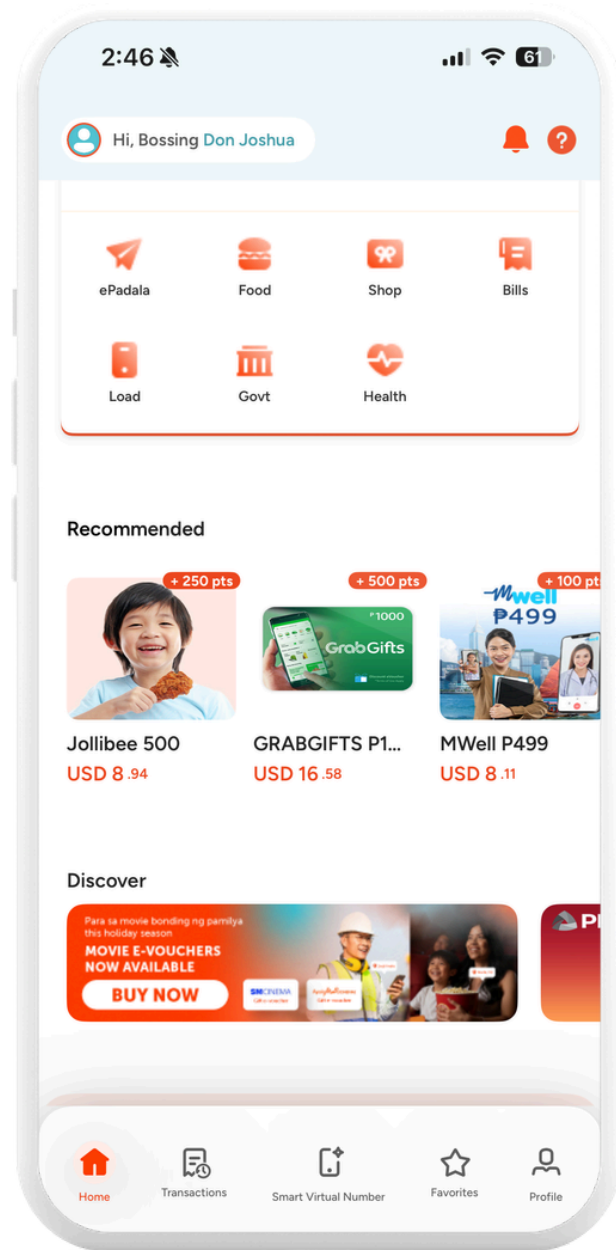 2:46
61
Hi, Bossing Don Joshua
ePadala
Food
Shop
Bills
Load
Govt
Health
Recommended
+ 250 pts
+ 500 pts
+ 100 pt
₱1000
GrabGifts
Mwell
₱499
Jollibee 500
GRABGIFTS P1...
MWell P499
USD 8.94
USD 16.58
USD 8.11
Discover
Para sa movie bonding ng pamilya
this holiday season
MOVIE E-VOUCHERS
NOW AVAILABLE
BUY NOW
SMCINEMA
Home
Transactions
Smart Virtual Number
Favorites
Profile